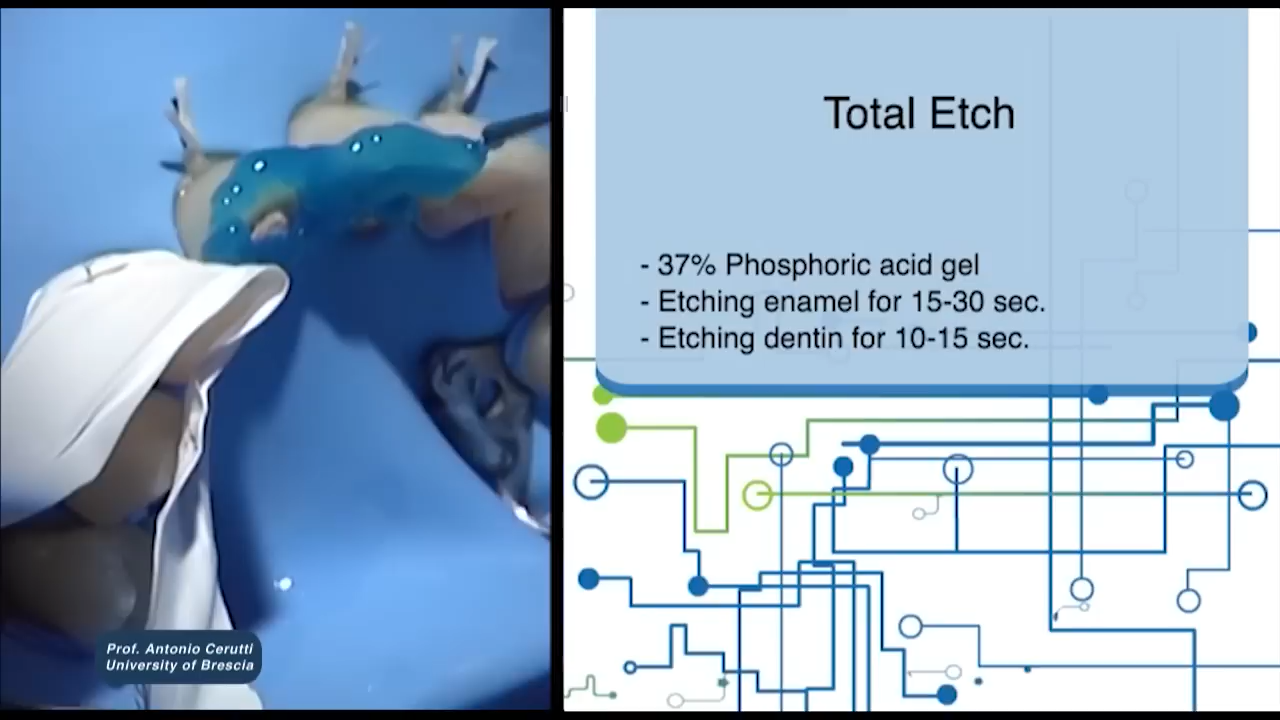 Total Etch
- 37% Phosphoric acid gel
- Etching enamel for 15-30 sec.
- Etching dentin for 10-15 sec.
Prof. Antonio Cerutti
University of Brescia